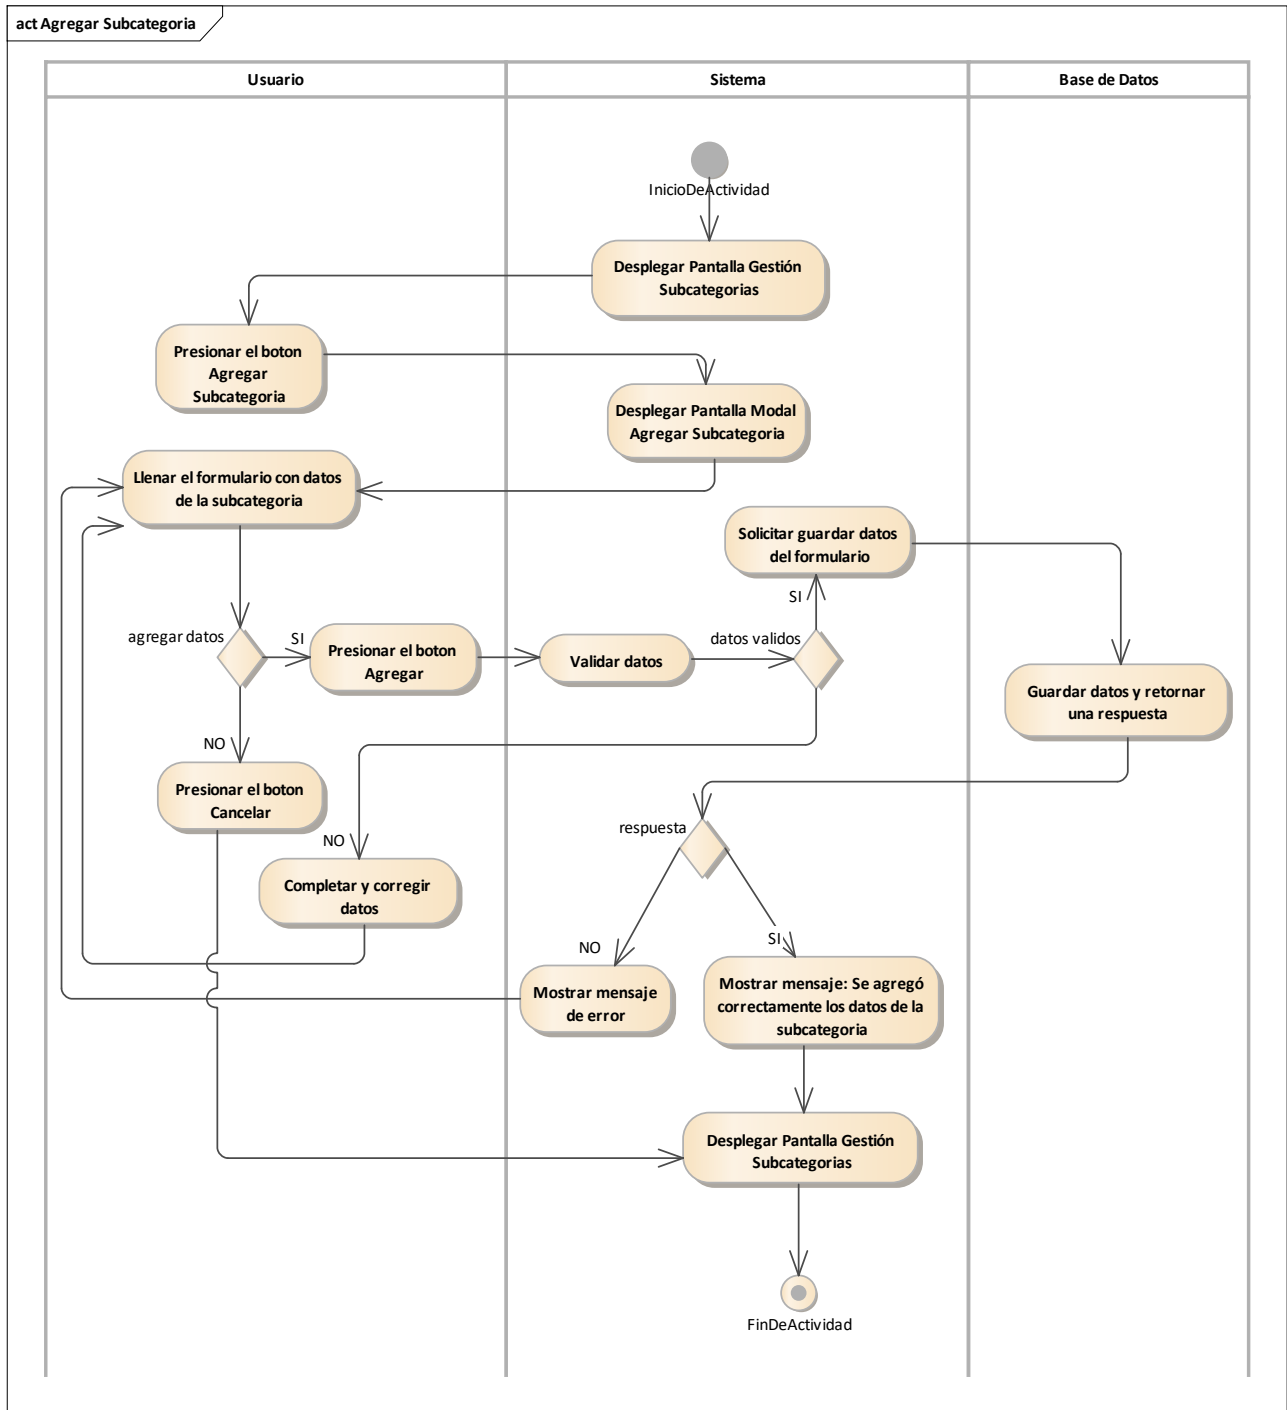 act Agregar Subcategoria
Usuario
Sistema
Base de Datos
InicioDeActividad
Desplegar Pantalla Gestión
Subcategorias
Presionar el boton
Agregar
Subcategoria
Desplegar Pantalla Modal
Agregar Subcategoria
Llenar el formulario con datos
de la subcategoria
Solicitar guardar datos
del formulario
SI
agregar datos
SI
Presionar el boton
Agregar
Validar datos
datos validos
Guardar datos y retornar
una respuesta
NO
Presionar el boton
Cancelar
respuesta
NO
Completar y corregir
datos
NO
SI
Mostrar mensaje
de error
Mostrar mensaje: Se agregó
correctamente los datos de la
subcategoria
Desplegar Pantalla Gestión
Subcategorias
FinDeActividad